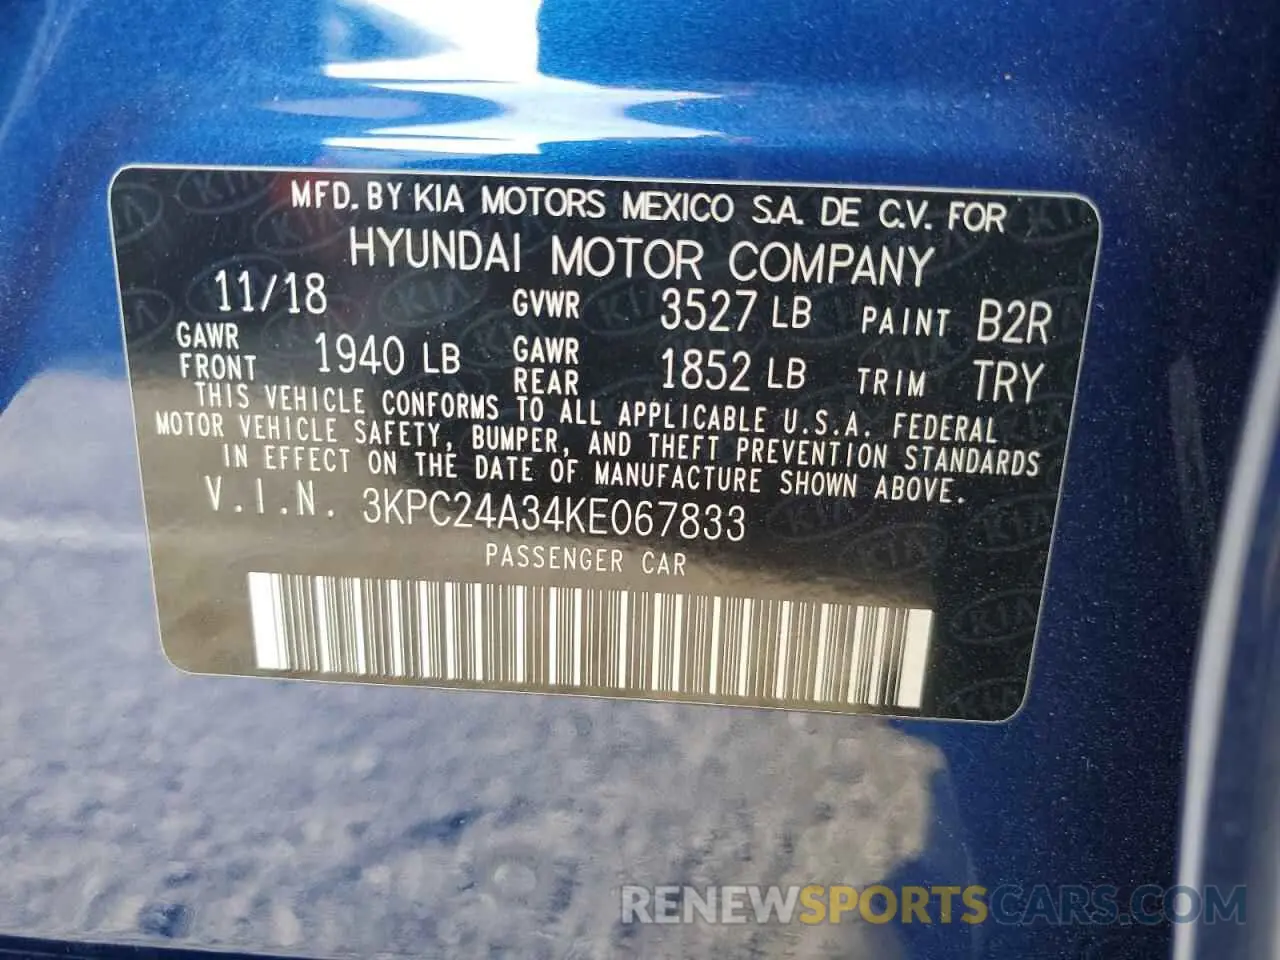 MFD. BY KIA MOTORS MEXICO S.A. DE C.V. FOR
HYUNDAI MOTOR COMPANY
11/18 GVWR 3527 LB PAINT B2R
GAWR FRONT 1940 LB GAWR REAR 1852 LB TRIM TRY
THIS VEHICLE CONFORMS TO ALL APPLICABLE U.S.A. FEDERAL
MOTOR VEHICLE SAFETY, BUMPER, AND THEFT PREVENTION STANDARDS
IN EFFECT ON THE DATE OF MANUFACTURE SHOWN ABOVE.
V.I.N. 3KPC24A34KE067833
PASSENGER CAR
RENEWSPORTSCARS.COM